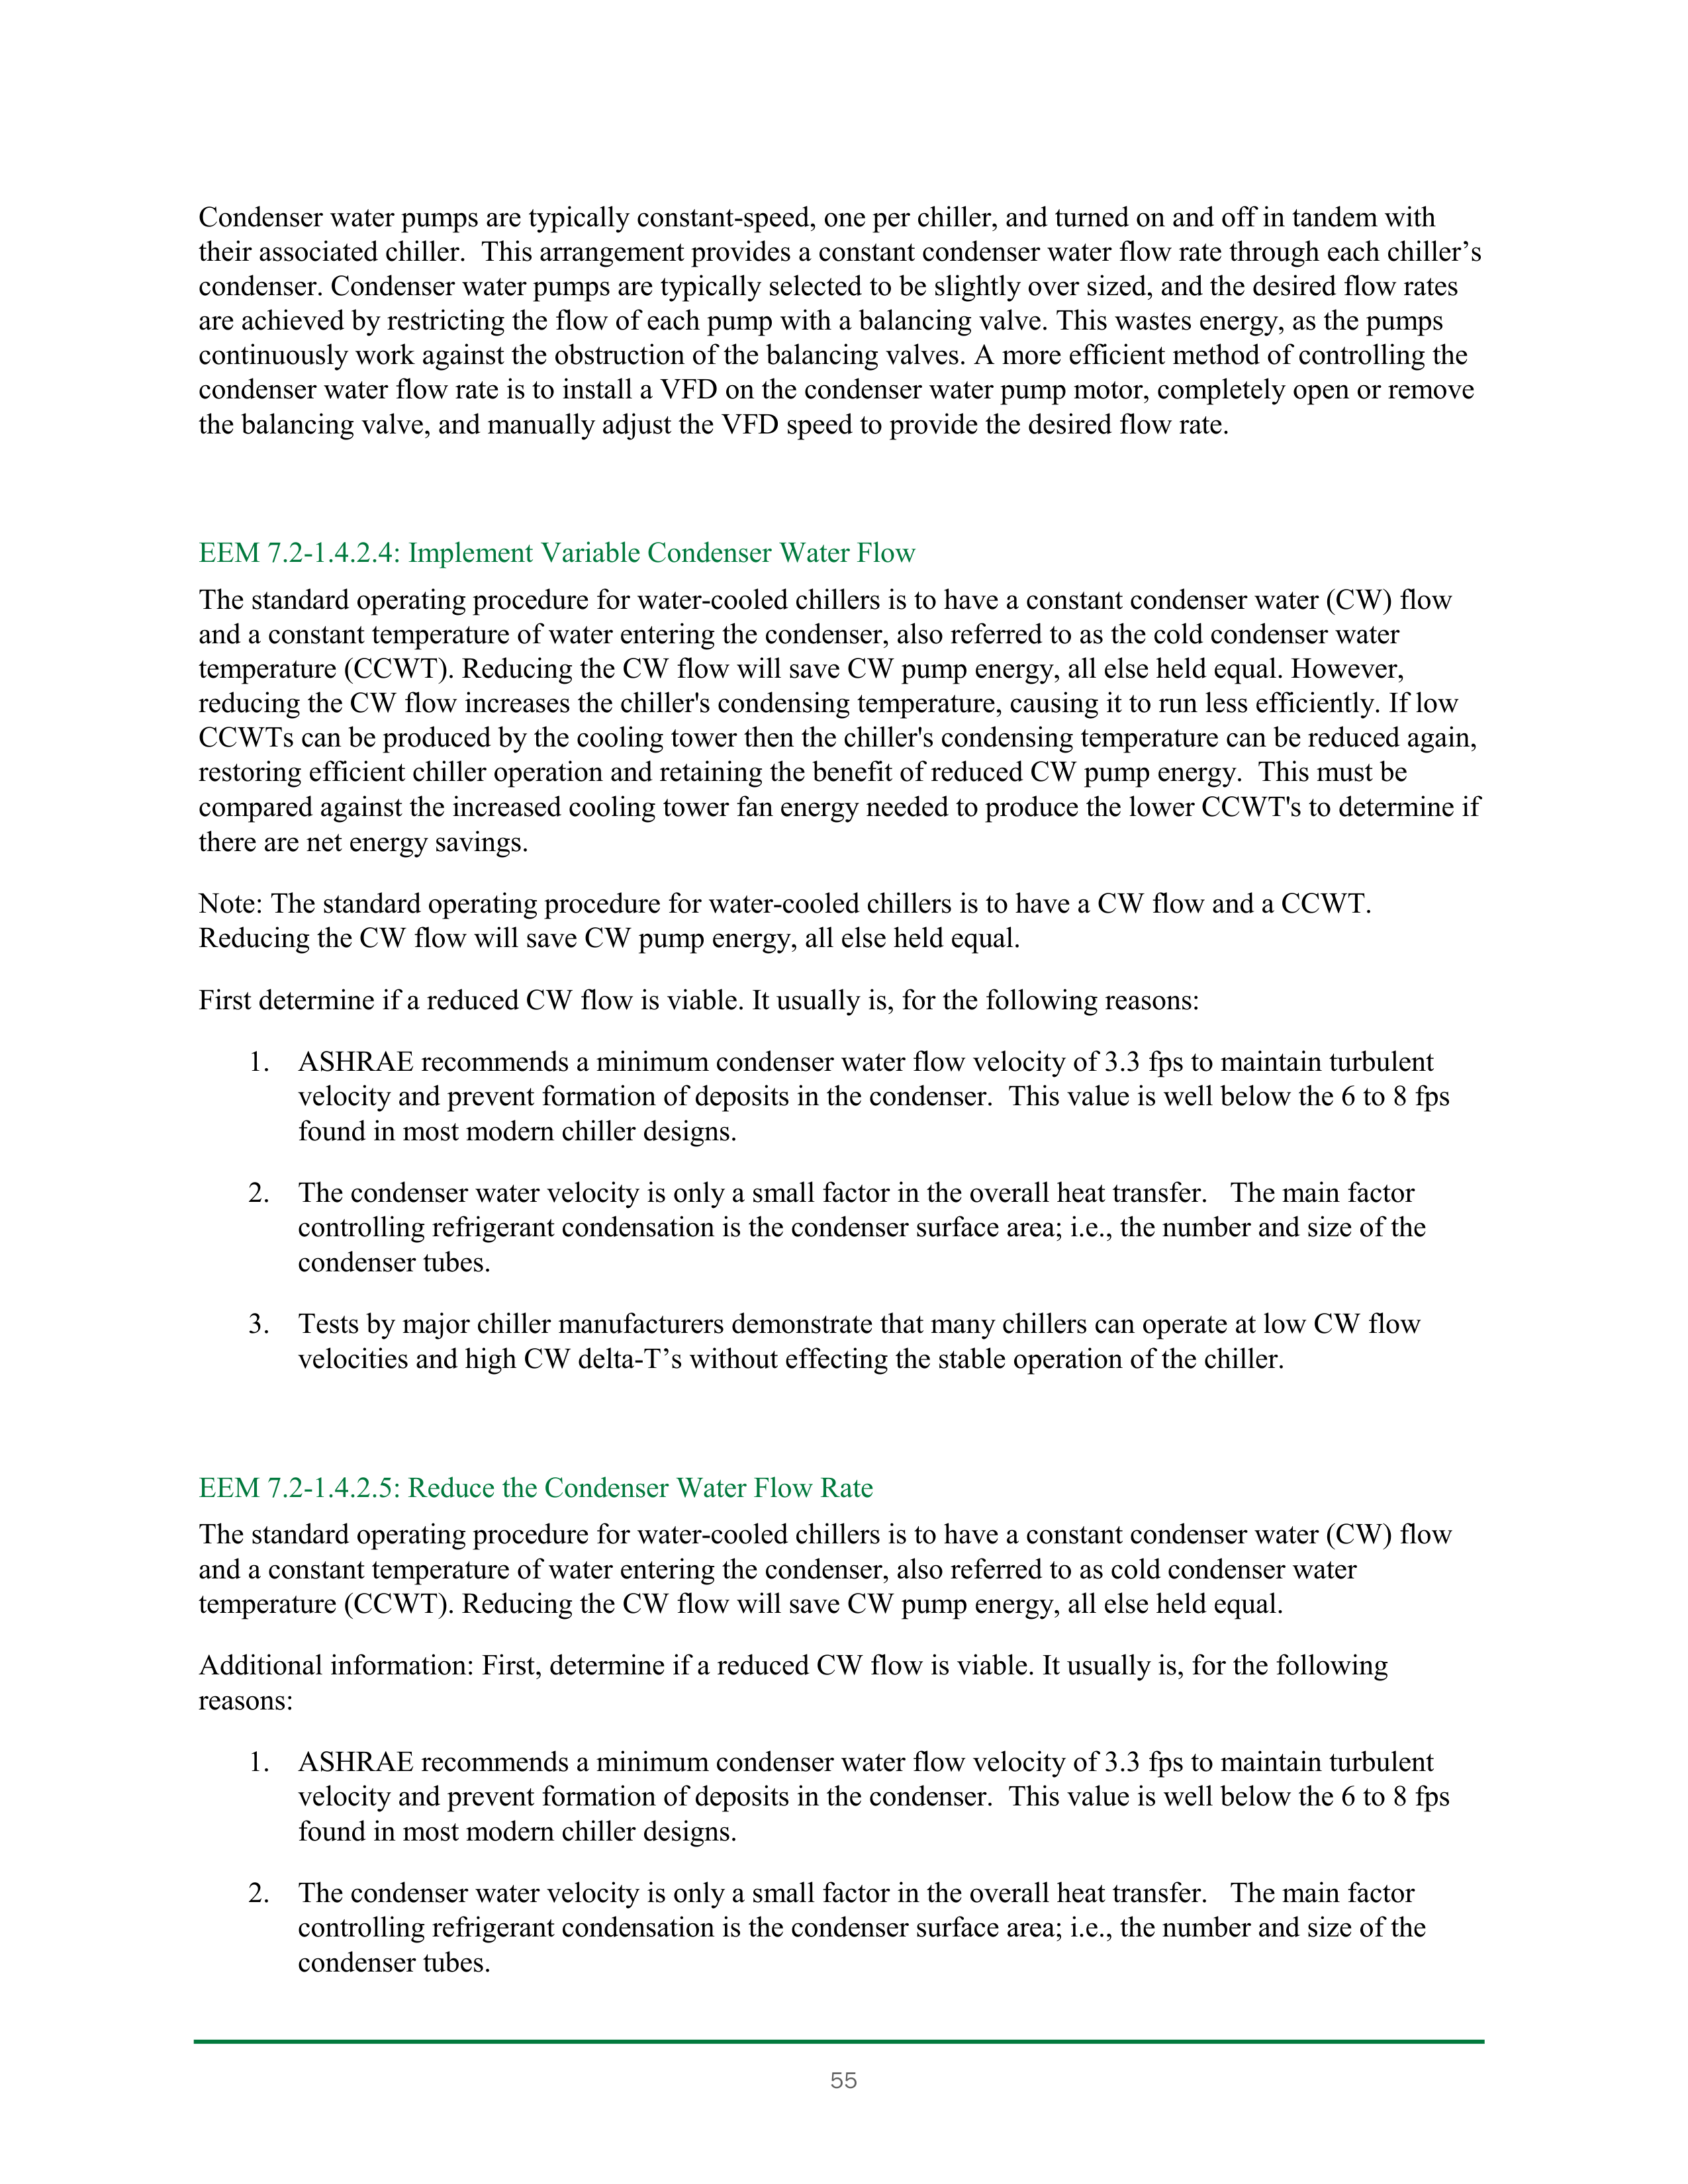 Condenser water pumps are typically constant-speed, one per chiller, and turned on and off in tandem with
their associated chiller.  This arrangement provides a constant condenser water flow rate through each chiller’s
condenser. Condenser water pumps are typically selected to be slightly over sized, and the desired flow rates
are achieved by restricting the flow of each pump with a balancing valve. This wastes energy, as the pumps
continuously work against the obstruction of the balancing valves. A more efficient method of controlling the
condenser water flow rate is to install a VFD on the condenser water pump motor, completely open or remove
the balancing valve, and manually adjust the VFD speed to provide the desired flow rate.
EEM 7.2-1.4.2.4: Implement Variable Condenser Water Flow
The standard operating procedure for water-cooled chillers is to have a constant condenser water (CW) flow
and a constant temperature of water entering the condenser, also referred to as the cold condenser water
temperature (CCWT). Reducing the CW flow will save CW pump energy, all else held equal. However,
reducing the CW flow increases the chiller's condensing temperature, causing it to run less efficiently. If low
CCWTs can be produced by the cooling tower then the chiller's condensing temperature can be reduced again,
restoring efficient chiller operation and retaining the benefit of reduced CW pump energy.  This must be
compared against the increased cooling tower fan energy needed to produce the lower CCWT's to determine if
there are net energy savings.
Note: The standard operating procedure for water-cooled chillers is to have a CW flow and a CCWT.
Reducing the CW flow will save CW pump energy, all else held equal.
First determine if a reduced CW flow is viable. It usually is, for the following reasons:
1. ASHRAE recommends a minimum condenser water flow velocity of 3.3 fps to maintain turbulent
velocity and prevent formation of deposits in the condenser.  This value is well below the 6 to 8 fps
found in most modern chiller designs.
2. The condenser water velocity is only a small factor in the overall heat transfer.   The main factor
controlling refrigerant condensation is the condenser surface area; i.e., the number and size of the
condenser tubes.
3. Tests by major chiller manufacturers demonstrate that many chillers can operate at low CW flow
velocities and high CW delta-T’s without effecting the stable operation of the chiller.
EEM 7.2-1.4.2.5: Reduce the Condenser Water Flow Rate
The standard operating procedure for water-cooled chillers is to have a constant condenser water (CW) flow
and a constant temperature of water entering the condenser, also referred to as cold condenser water
temperature (CCWT). Reducing the CW flow will save CW pump energy, all else held equal.
Additional information: First, determine if a reduced CW flow is viable. It usually is, for the following
reasons:
1. ASHRAE recommends a minimum condenser water flow velocity of 3.3 fps to maintain turbulent
velocity and prevent formation of deposits in the condenser.  This value is well below the 6 to 8 fps
found in most modern chiller designs.
2. The condenser water velocity is only a small factor in the overall heat transfer.   The main factor
controlling refrigerant condensation is the condenser surface area; i.e., the number and size of the
condenser tubes.
55